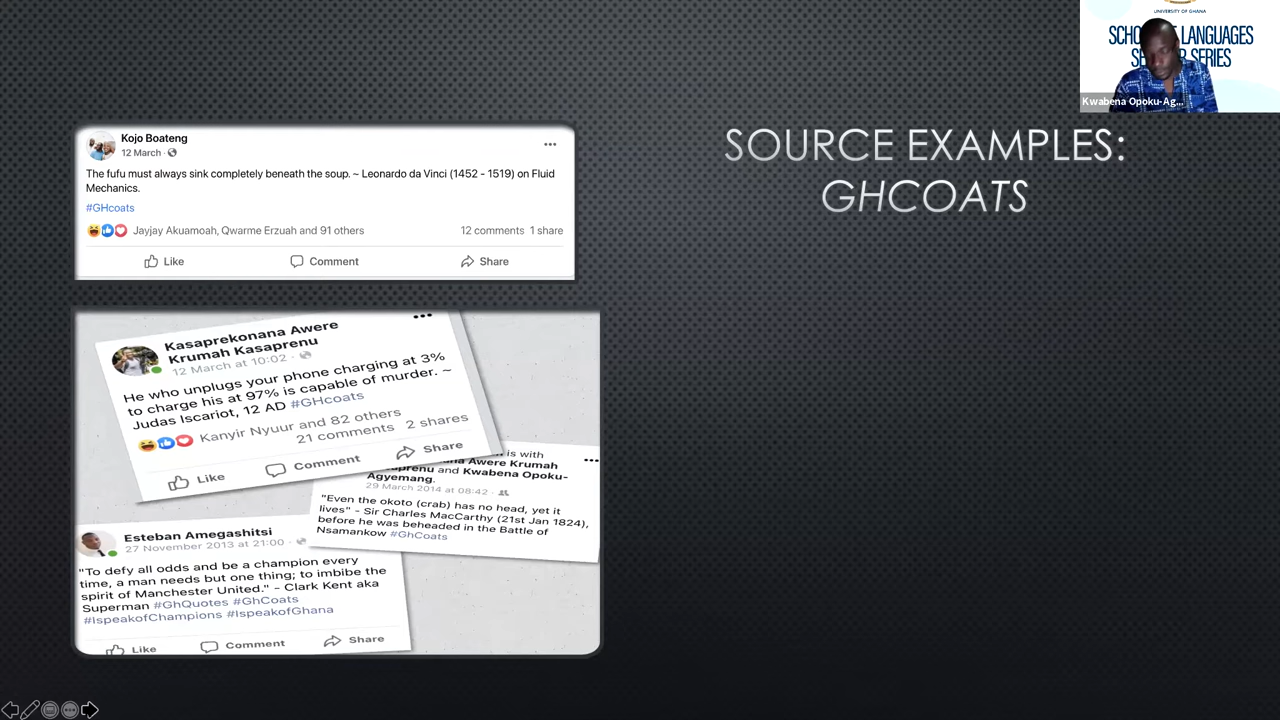 UNIVERSITY OF GHANA
LANGUAGES
SERIES
Kwabena Opoku-Ag...
SOURCE EXAMPLES:
GHCOATS
Kojo Boateng
12 March ·
The fufu must always sink completely beneath the soup. ~ Leonardo da Vinci (1452 - 1519) on Fluid
Mechanics.
#GHcoats
Jayjay Akuamoah, Qwarme Erzuah and 91 others
12 comments 1 share
Like Comment Share
Kasaprekonana Awere
Krumah Kasaprenu
12 March at 10:02 ·
He who unplugs your phone charging at 3%
to charge his at 97% is capable of murder. ~
Judas Iscariot, 12 AD #GHcoats
Kanyir Nyuur and 82 others
21 comments 2 shares
Like Comment Share
is with
Awere Krumah
and Kwabena Opoku-
Agyemang.
29 March 2014 at 08:42 ·
"Even the okoto (crab) has no head, yet it
lives" - Sir Charles MacCarthy (21st Jan 1824),
before he was beheaded in the Battle of
Nsamankow #GhCoats
Esteban Amegashitsi
27 November 2013 at 21:00 ·
"To defy all odds and be a champion every
time, a man needs but one thing; to imbibe the
spirit of Manchester United." - Clark Kent aka
Superman #GhQuotes #GhCoats
#IspeakofChampions #IspeakofGhana
Like Comment Share